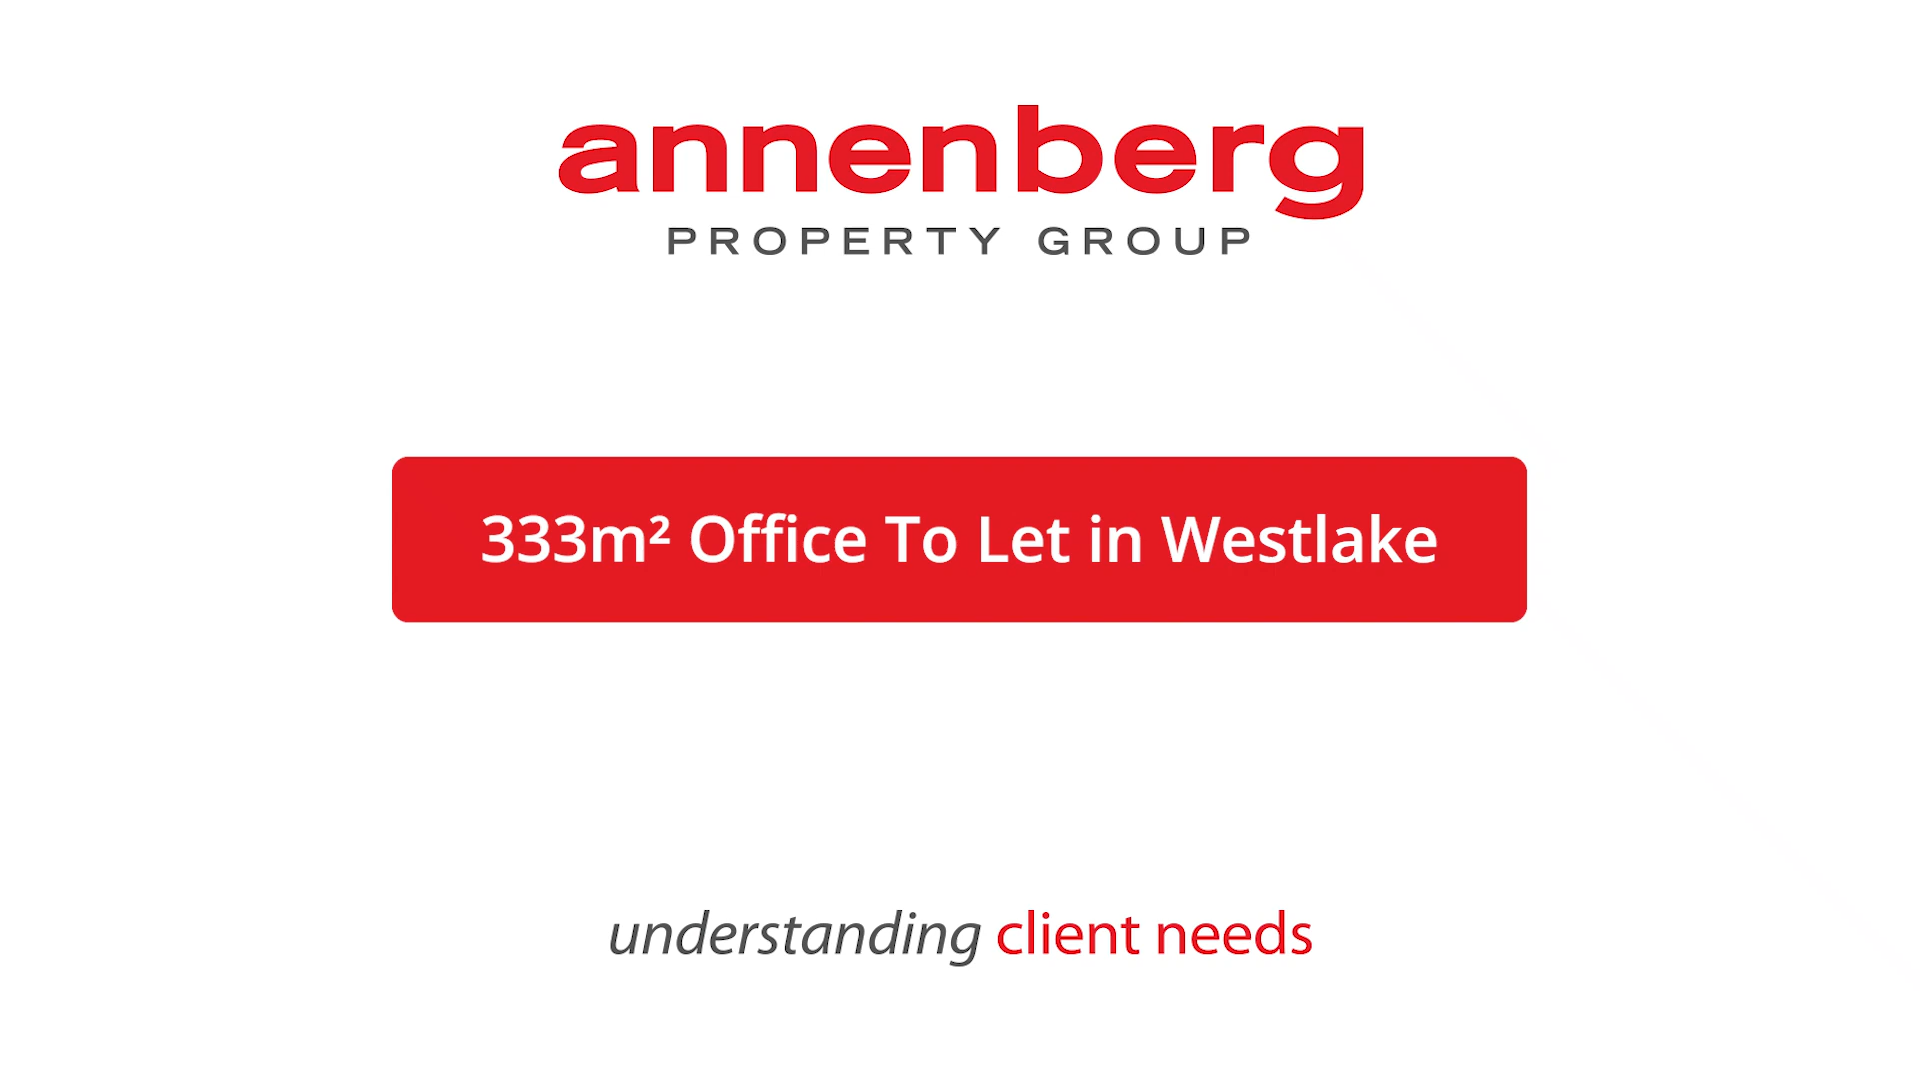 annenberg
PROPERTY GROUP
333m² Office To Let in Westlake
understanding client needs